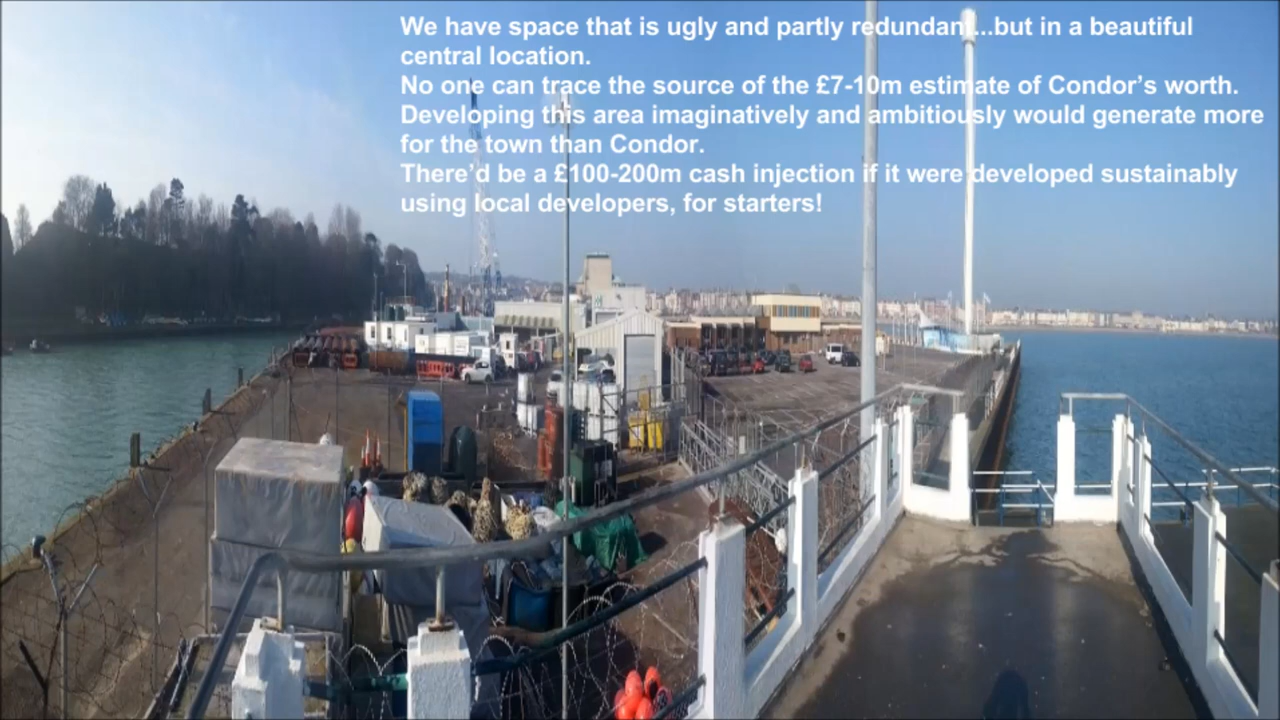 We have space that is ugly and partly redundant...but in a beautiful
central location.
No one can trace the source of the £7-10m estimate of Condor's worth.
Developing this area imaginatively and ambitiously would generate more
for the town than Condor.
There'd be a £100-200m cash injection if it were developed sustainably
using local developers, for starters!